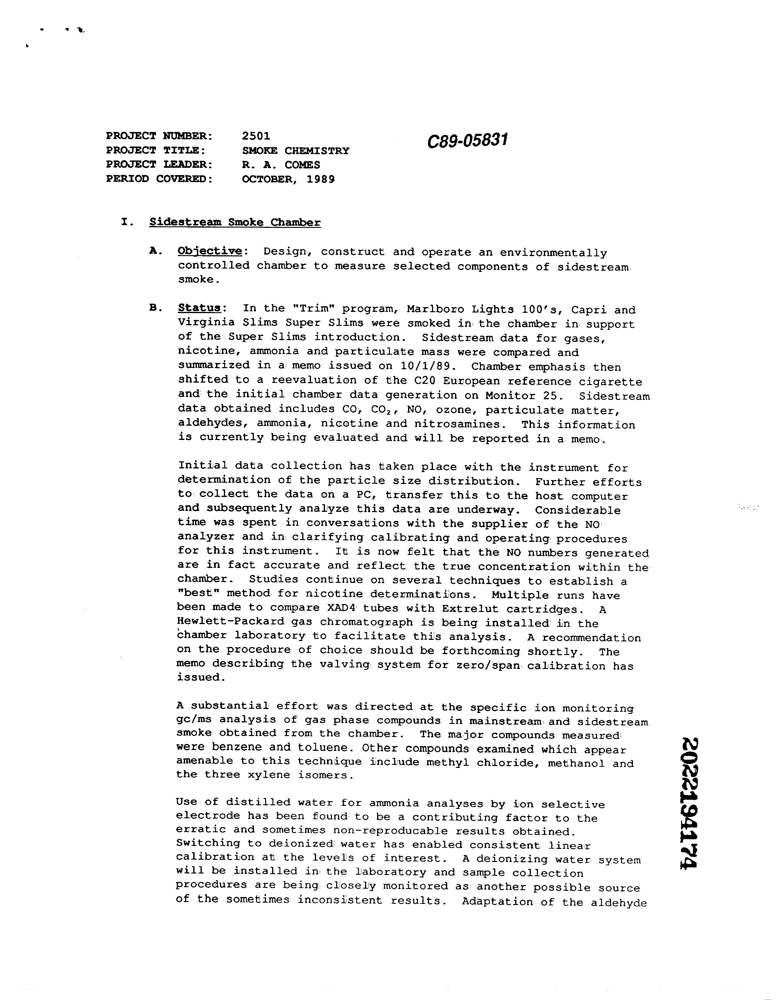 PROJECT NUMBER: 2501
PROJECT TITLE: SMOKE CHEMISTRY
PROJECT LEADER: R. A. COMES
PERIOD COVERED: OCTOBER, 1989
C89-05831
I. Sidestream Smoke Chamber
A. Objective: Design, construct and operate an environmentally
controlled chamber to measure selected components of sidestream
smoke.
B. Status: In the "Trim" program, Marlboro Lights 100's, Capri and
Virginia Slims Super Slims were smoked in the chamber in support
of the Super Slims introduction. Sidestream data for gases,
nicotine, ammonia and particulate mass were compared and
summarized in a memo issued on 10/1/89. Chamber emphasis then
shifted to a reevaluation of the C20 European reference cigarette
and the initial chamber data generation on Monitor 25. Sidestream
data obtained includes CO, CO₂, NO, ozone, particulate matter,
aldehydes, ammonia, nicotine and nitrosamines. This information
is currently being evaluated and will be reported in a memo.
Initial data collection has taken place with the instrument for
determination of the particle size distribution. Further efforts
to collect the data on a PC, transfer this to the host computer
and subsequently analyze this data are underway. Considerable
time was spent in conversations with the supplier of the NO
analyzer and in clarifying calibrating and operating procedures
for this instrument. It is now felt that the NO numbers generated
are in fact accurate and reflect the true concentration within the
chamber. Studies continue on several techniques to establish a
"best" method for nicotine determinations. Multiple runs have
been made to compare XAD4 tubes with Extrelut cartridges. A
Hewlett-Packard gas chromatograph is being installed in the
chamber laboratory to facilitate this analysis. A recommendation
on the procedure of choice should be forthcoming shortly. The
memo describing the valving system for zero/span calibration has
issued.
A substantial effort was directed at the specific ion monitoring
gc/ms analysis of gas phase compounds in mainstream and sidestream
smoke obtained from the chamber. The major compounds measured
were benzene and toluene. Other compounds examined which appear
amenable to this technique include methyl chloride, methanol and
the three xylene isomers.
Use of distilled water for ammonia analyses by ion selective
electrode has been found to be a contributing factor to the
erratic and sometimes non-reproducable results obtained.
Switching to deionized water has enabled consistent linear
calibration at the levels of interest. A deionizing water system
will be installed in the laboratory and sample collection
procedures are being closely monitored as another possible source
of the sometimes inconsistent results. Adaptation of the aldehyde
2022194174